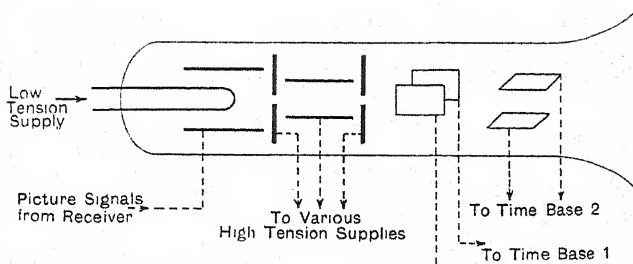 Low
Tension
Supply
Picture Signals
from Receiver
To Various
High Tension Supplies
To Time Base 2
To Time Base 1